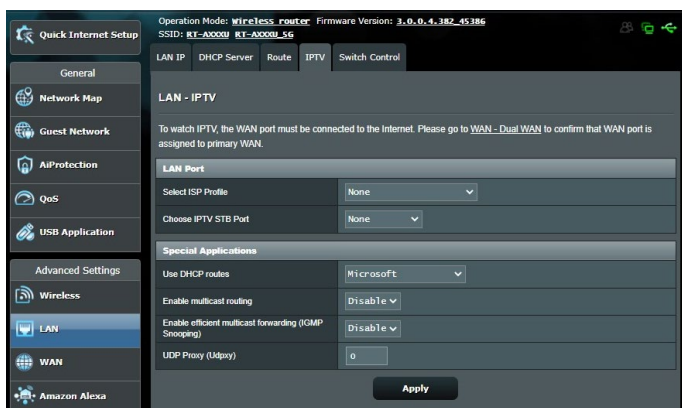 Quick Internet Setup
General
Network Map
Guest Network
AiProtection
QoS
USB Application
Advanced Settings
Wireless
LAN
WAN
Amazon Alexa
Operation Mode: Wireless router Firmware Version: 3.0.0.4.382_45386
SSID: RT-AXXXU RT-AXXXU_5G
LAN IP DHCP Server Route IPTV Switch Control
LAN - IPTV
To watch IPTV, the WAN port must be connected to the Internet. Please go to WAN - Dual WAN to confirm that WAN port is
assigned to primary WAN.
LAN Port
Select ISP Profile None
Choose IPTV STB Port None
Special Applications
Use DHCP routes Microsoft
Enable multicast routing Disable
Enable efficient multicast forwarding (IGMP
Snooping) Disable
UDP Proxy (Udpxy) 0
Apply